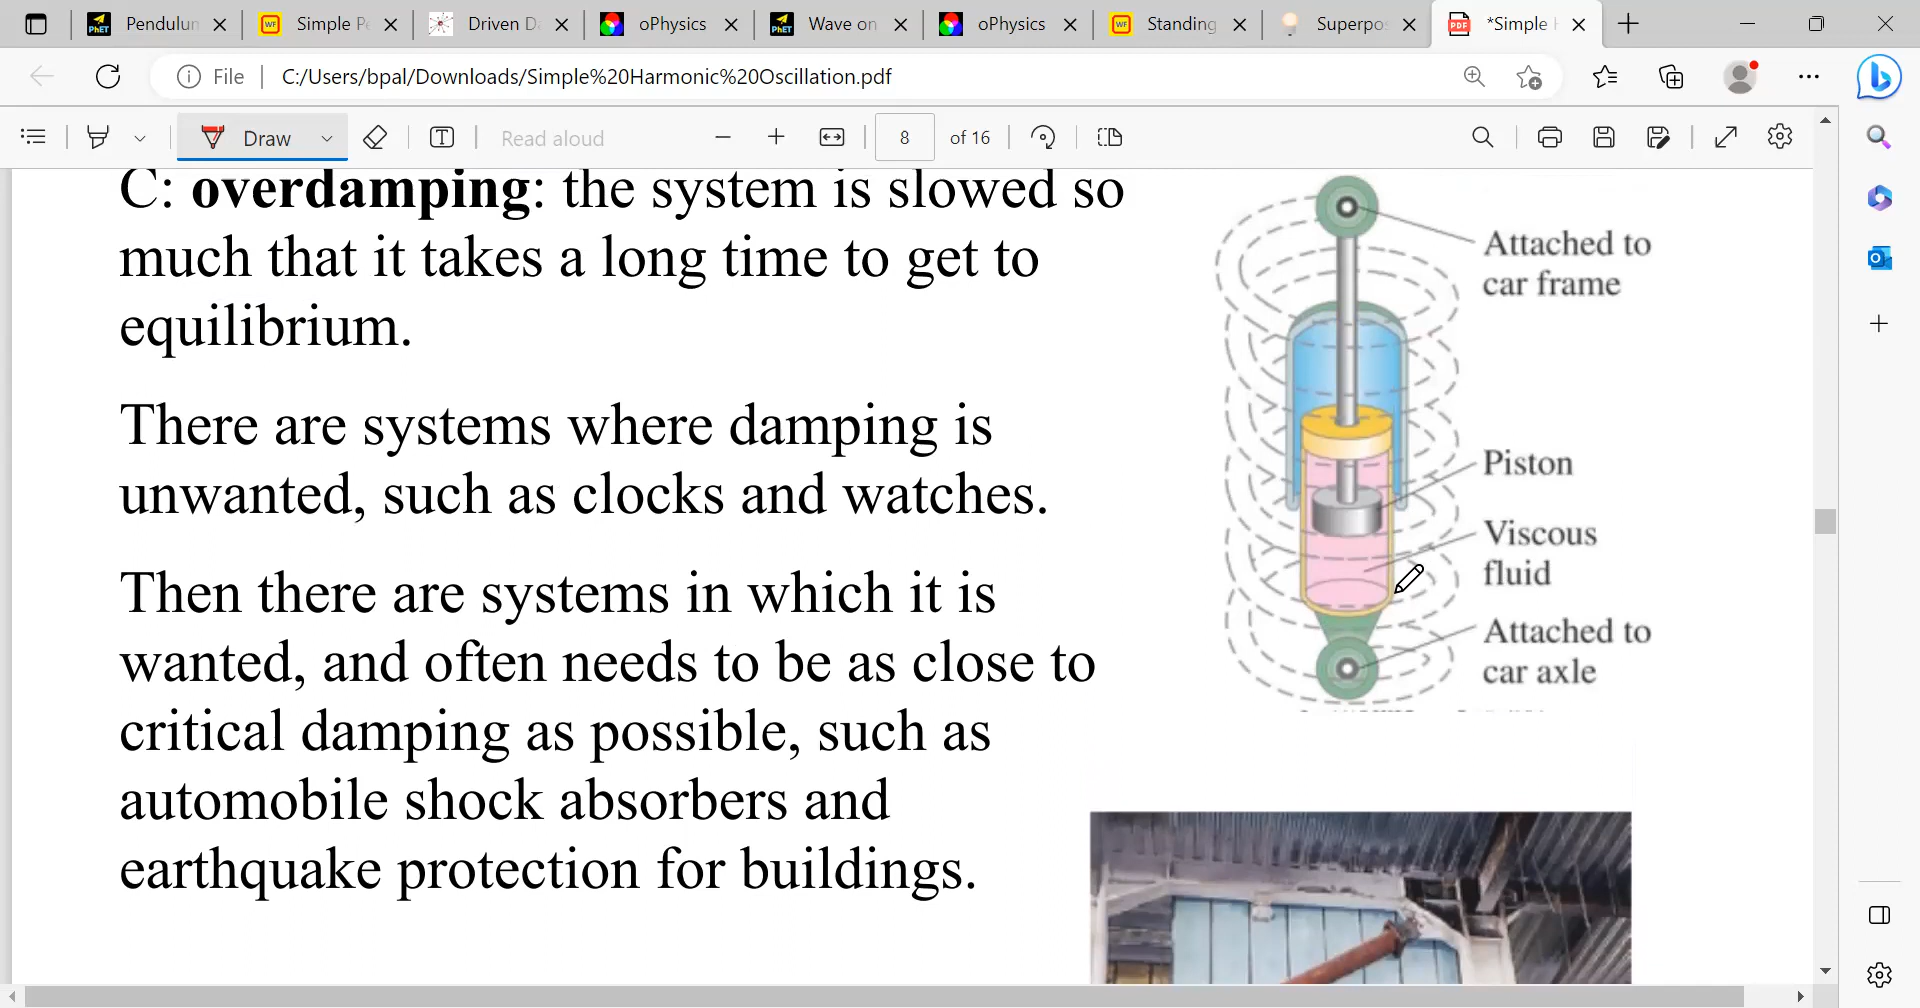 Pendulun
Simple Pe
Driven D
oPhysics
Wave on
oPhysics
Standing
Superpos
*Simple H
File
C:/Users/bpal/Downloads/Simple%20Harmonic%20Oscillation.pdf
Draw
Read aloud
8
of 16
C: overdamping: the system is slowed so
much that it takes a long time to get to
equilibrium.
There are systems where damping is
unwanted, such as clocks and watches.
Then there are systems in which it is
wanted, and often needs to be as close to
critical damping as possible, such as
automobile shock absorbers and
earthquake protection for buildings.
Attached to
car frame
Piston
Viscous
fluid
Attached to
car axle